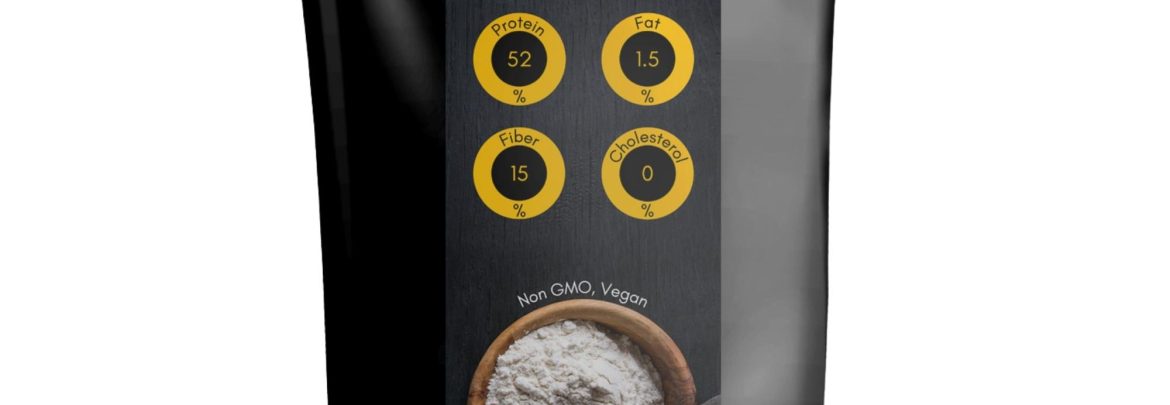 Protein
52
%
Fat
1.5
%
Fiber
15
%
Cholesterol
0
%
Non GMO, Vegan